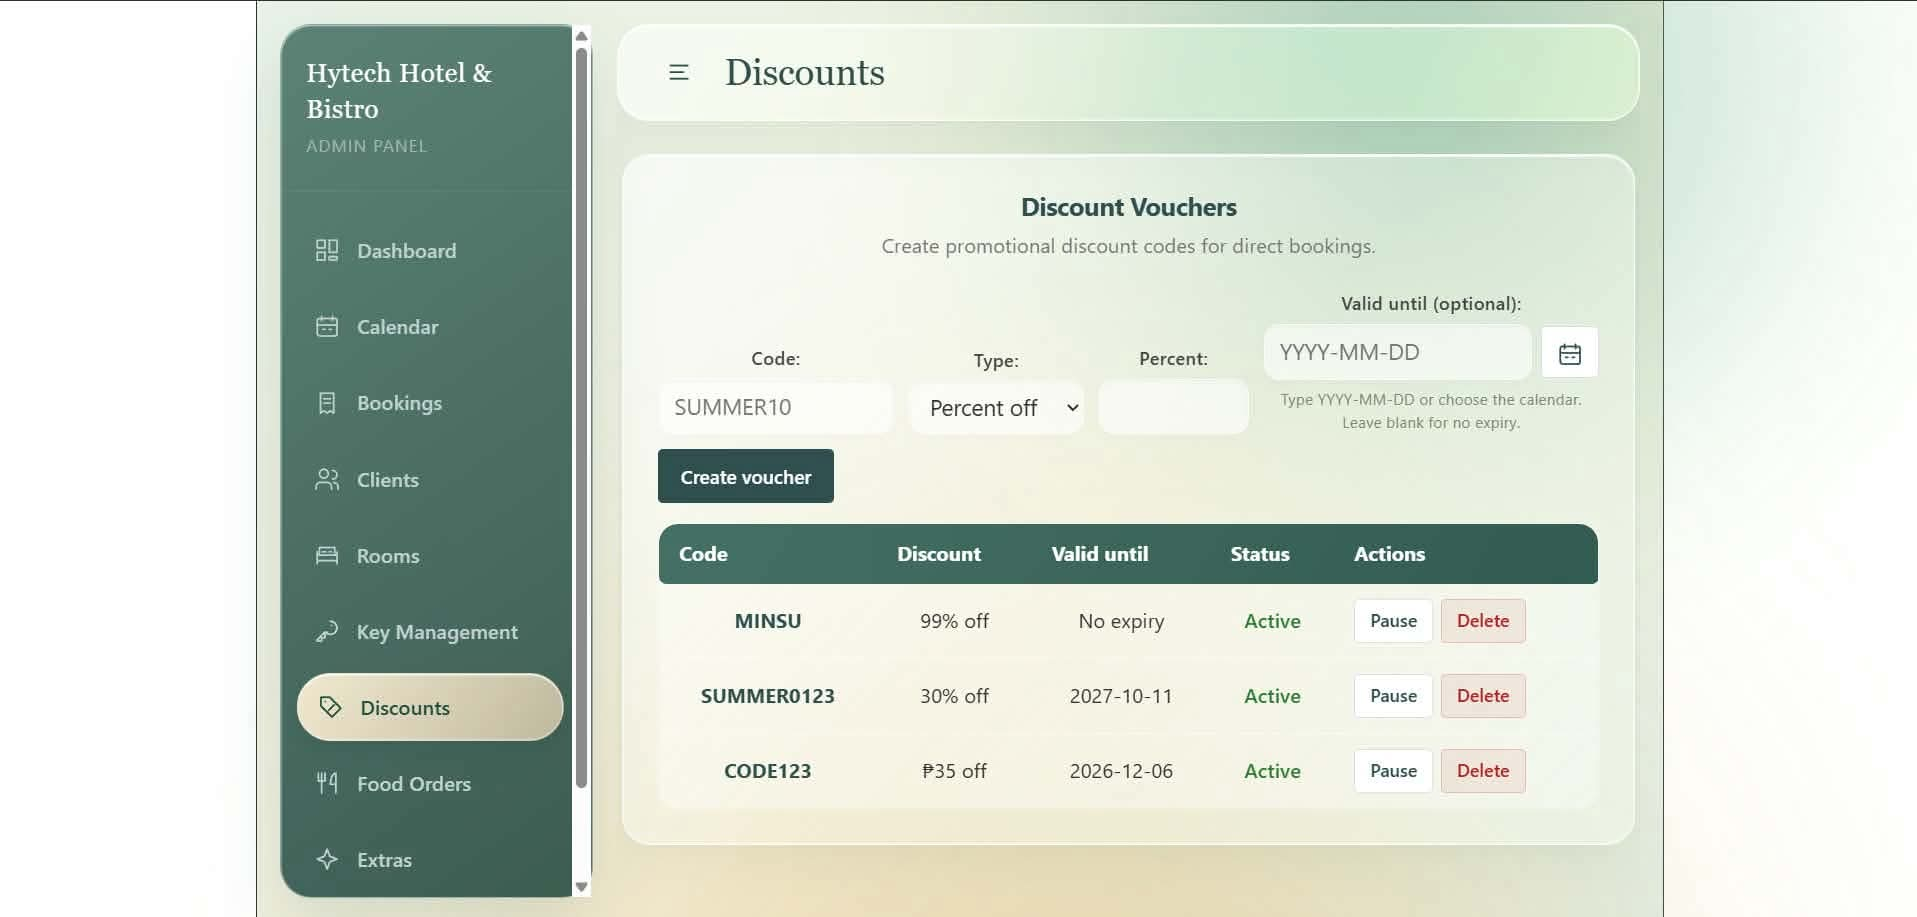 Hytech Hotel &
Bistro
ADMIN PANEL
Dashboard
Calendar
Bookings
Clients
Rooms
Key Management
Discounts
Food Orders
Extras
Discounts
Discount Vouchers
Create promotional discount codes for direct bookings.
Code:
SUMMER10
Type:
Percent off
Percent:
Valid until (optional):
YYYY-MM-DD
Type YYYY-MM-DD or choose the calendar.
Leave blank for no expiry.
Create voucher
Code Discount Valid until Status Actions
MINSU 99% off No expiry Active Pause Delete
SUMMER0123 30% off 2027-10-11 Active Pause Delete
CODE123 ₱35 off 2026-12-06 Active Pause Delete